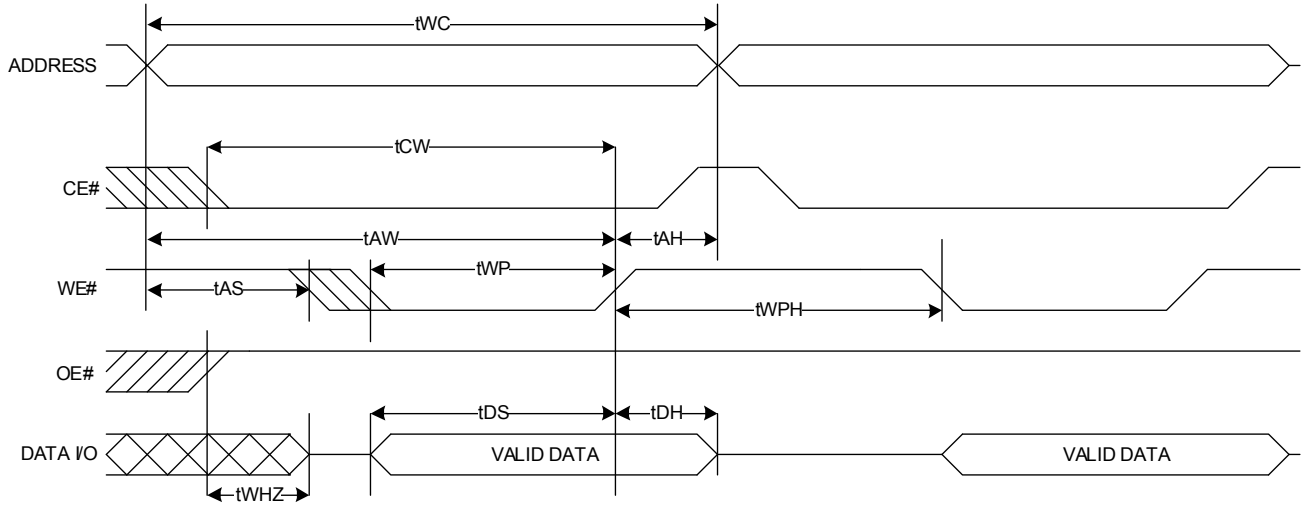 tWC
ADDRESS
tCW
CE#
tAW
tAH
tWP
WE#
tAS
tWPH
OE#
tDS
tDH
DATA I/O
VALID DATA
VALID DATA
tWHZ